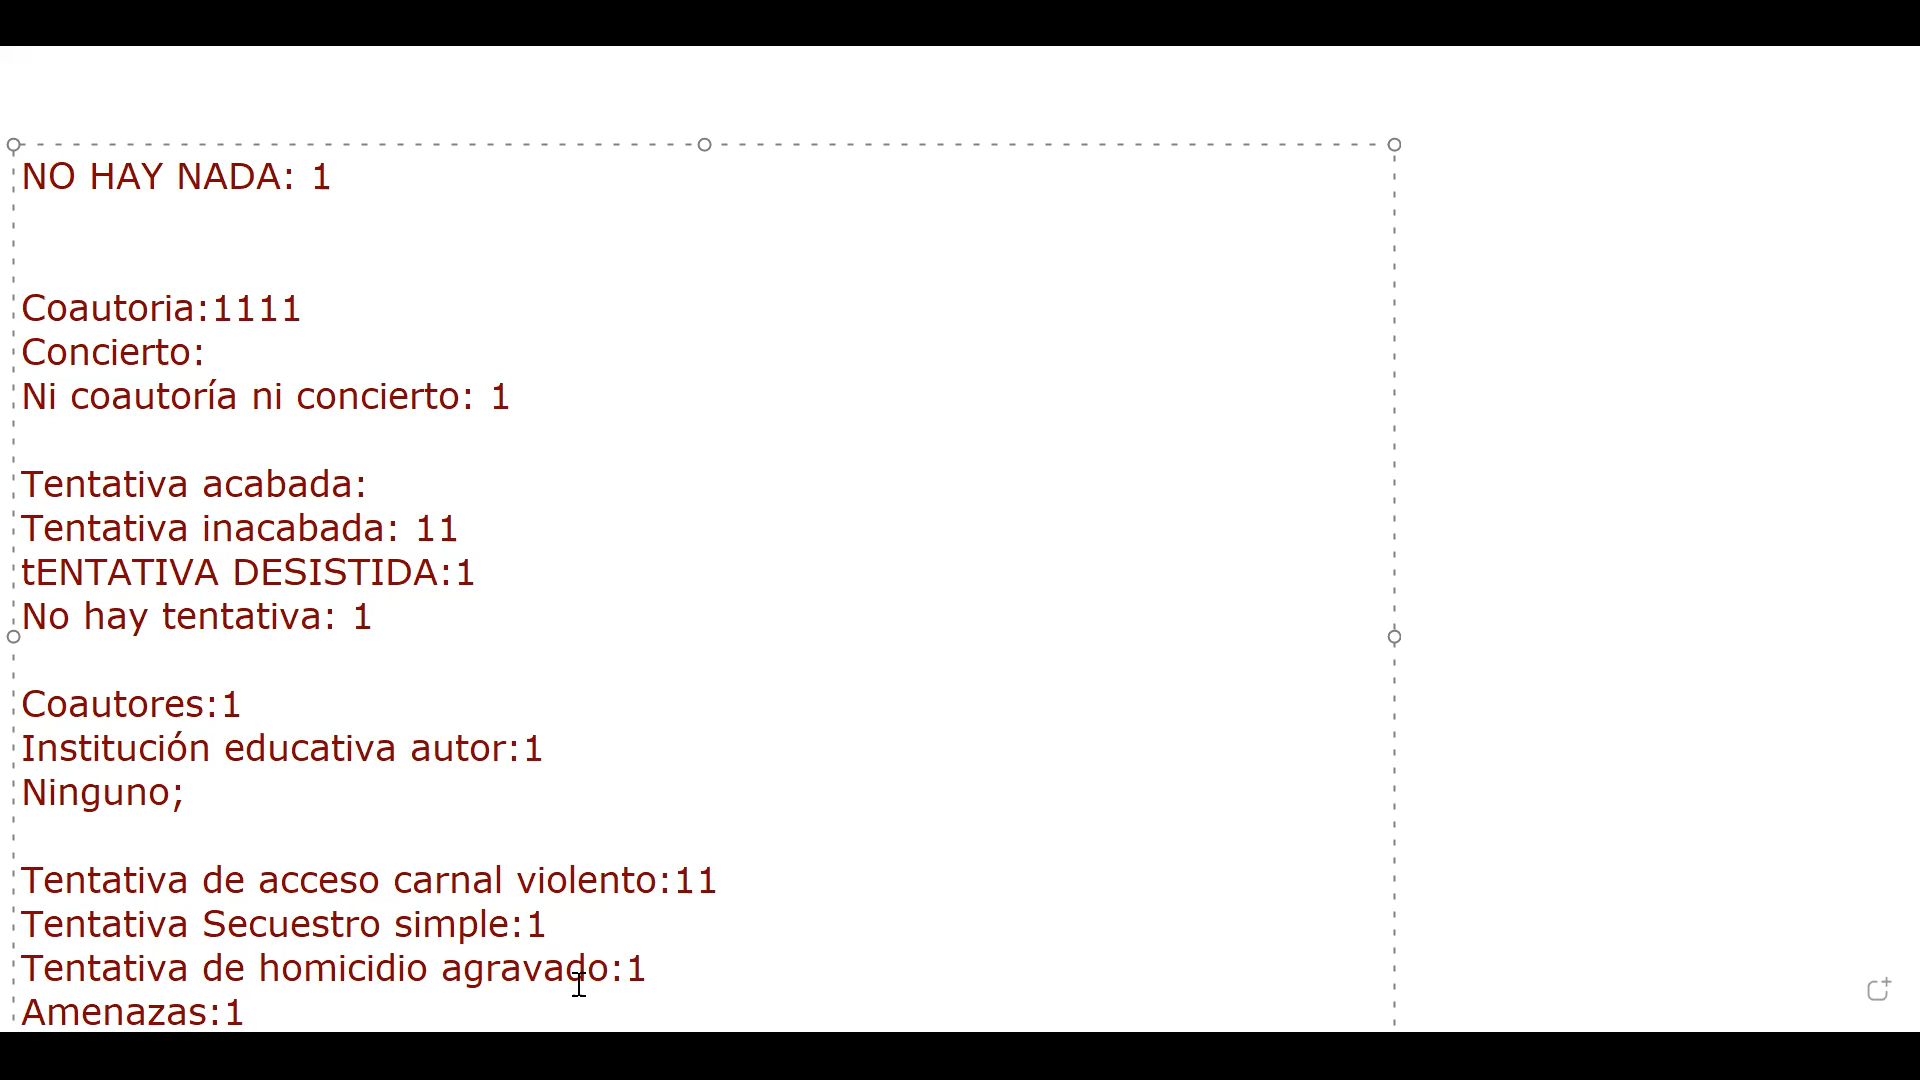 NO HAY NADA: 1
Coautoria:1111
Concierto:
Ni coautoría ni concierto: 1
Tentativa acabada:
Tentativa inacabada: 11
tENTATIVA DESISTIDA:1
No hay tentativa: 1
Coautores:1
Institución educativa autor:1
Ninguno;
Tentativa de acceso carnal violento:11
Tentativa Secuestro simple:1
Tentativa de homicidio agravado:1
Amenazas:1